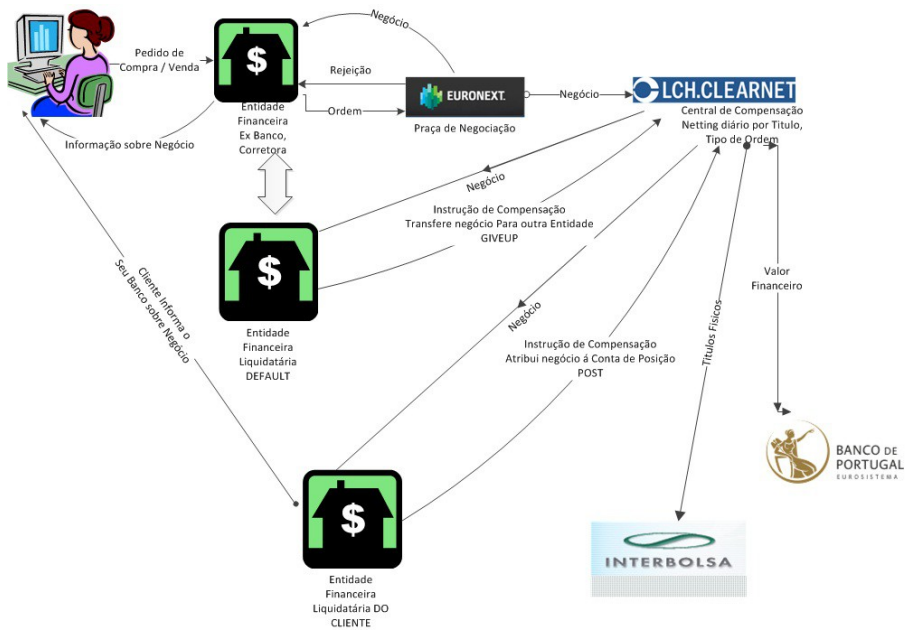 Negócio
Pedido de
Compra / Venda
$
Rejeição
Ordem
EURONEXT.
Praça de Negociação
Negócio
LCH.CLEARNET
Central de Compensação
Netting diário por Titulo,
Tipo de Ordem
Entidade
Financeira
Ex Banco,
Corretora
Informação sobre Negócio
Negócio
Instrução de Compensação
Transfere negócio Para outra Entidade
GIVEUP
$
Entidade
Financeira
Liquidatária
DEFAULT
Cliente Informa o
Seu Banco sobre Negócio
Negócio
Instrução de Compensação
Atribui negócio á Conta de Posição
POST
Titulos Fisicos
Valor
Financeiro
BANCO DE
PORTUGAL
EUROSISTEMA
$
Entidade
Financeira
Liquidatária DO
CLIENTE
INTERBOLSA